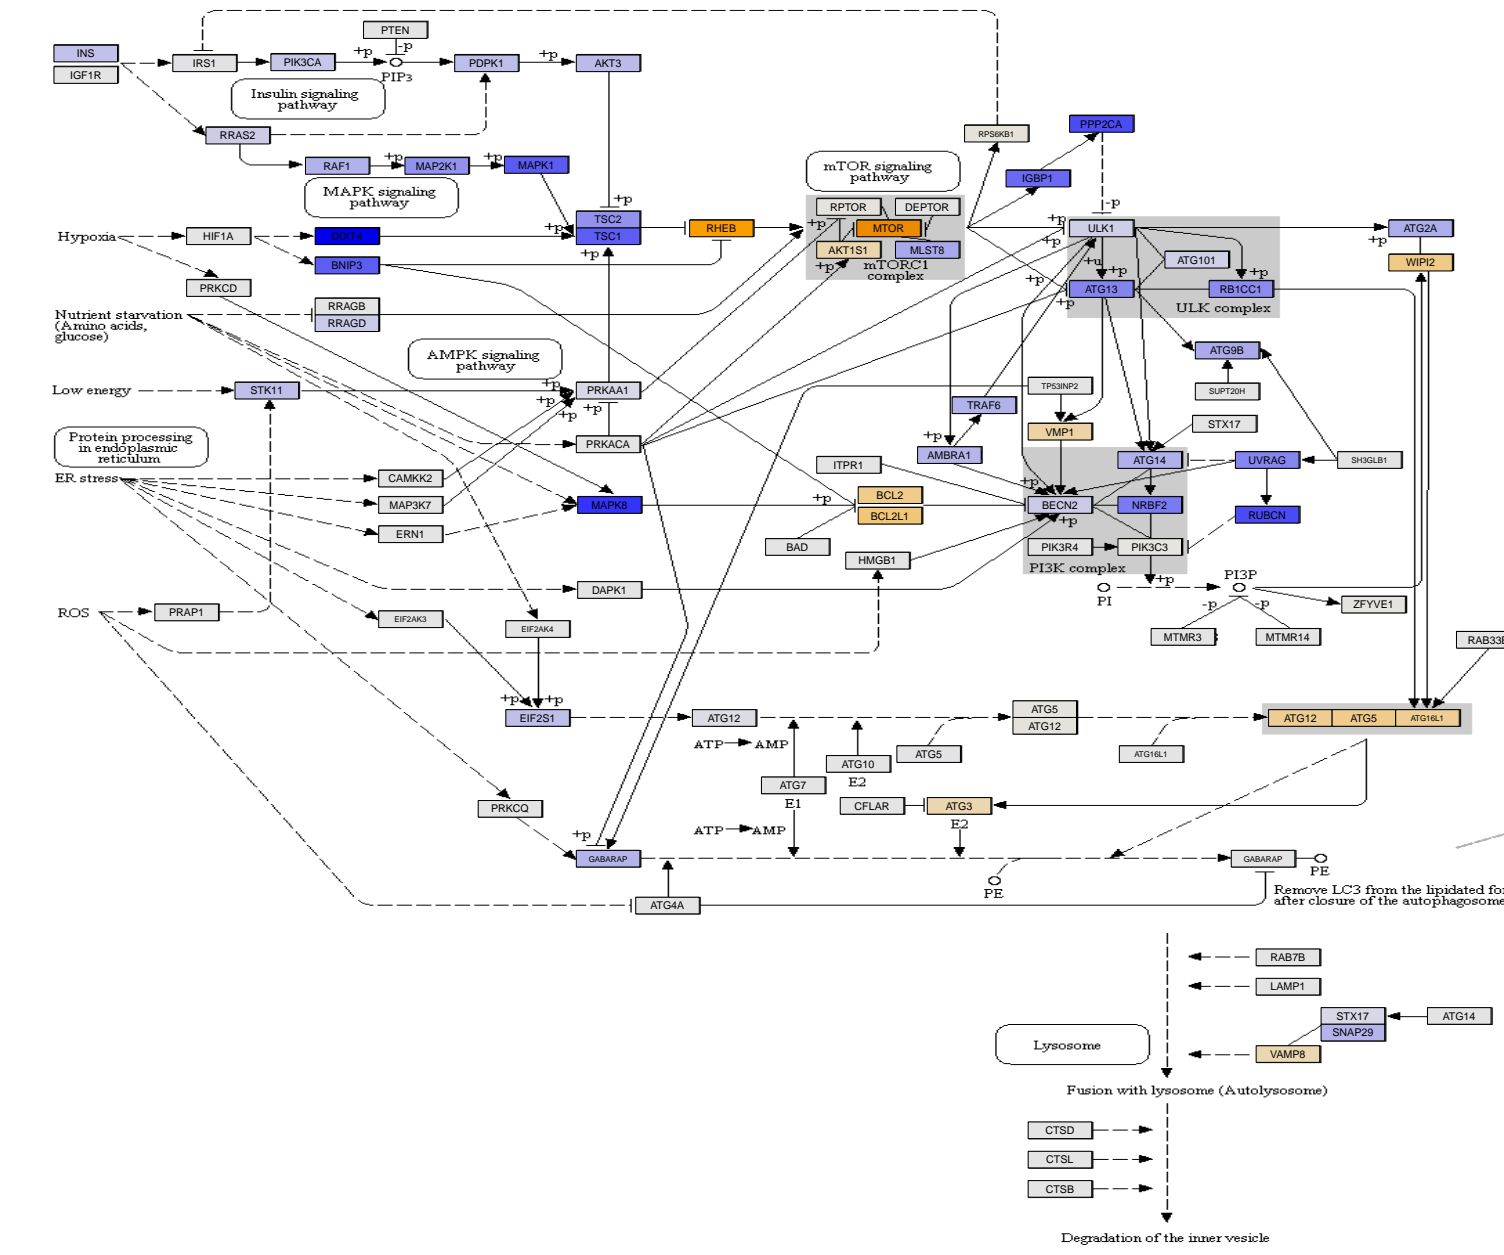 PTEN
INS
IGF1R
IRS1
PIK3CA
+p
-p
PIP3
PDPK1
+p
AKT3
Insulin signaling
pathway
RRAS2
RAF1
+p
MAP2K1
+p
MAPK1
MAPK signaling
pathway
RPS6KB1
PPP2CA
mTOR signaling
pathway
IGBP1
-p
+p
TSC2
+p
TSC1
+p
RHEB
RPTOR
DEPTOR
+p
MTOR
AKT1S1
MLST8
+p
mTORC1
complex
+p
ULK1
+p
ATG2A
+p
WIPI2
Hypoxia
HIF1A
DDIT4
BNIP3
PRKCD
ATG101
+u
+p
+p
+p
ATG13
+p
RB1CC1
ULK complex
Nutrient starvation
(Amino acids,
glucose)
RRAGB
RRAGD
AMPK signaling
pathway
ATG9B
SUPT20H
Low energy
STK11
+p
+p
+p
PRKAA1
+p
TP53INP2
TRAF6
VMP1
STX17
Protein processing
in endoplasmic
reticulum
PRKACA
+p
AMBRA1
ATG14
UVRAG
SH3GLB1
ER stress
CAMKK2
ITPR1
MAP3K7
MAPK8
+p
BCL2
BCL2L1
+p
BECN2
+p
NRBF2
RUBCN
ERN1
BAD
HMGB1
PIK3R4
PIK3C3
PI3K complex
+p
DAPK1
PI
PI3P
-p
-p
ZFYVE1
MTMR3
MTMR14
ROS
PRAP1
EIF2AK3
EIF2AK4
RAB33B
+p
+p
EIF2S1
ATG12
ATG5
ATG12
ATG12
ATG5
ATG16L1
ATP
AMP
ATG5
ATG16L1
ATG10
E2
ATG7
E1
PRKCQ
CFLAR
ATG3
E2
ATP
AMP
+p
GABARAP
GABARAP
PE
PE
ATG4A
Remove LC3 from the lipidated for
after closure of the autophagosome
RAB7B
LAMP1
STX17
SNAP29
ATG14
Lysosome
VAMP8
Fusion with lysosome (Autolysosome)
CTSD
CTSL
CTSB
Degradation of the inner vesicle